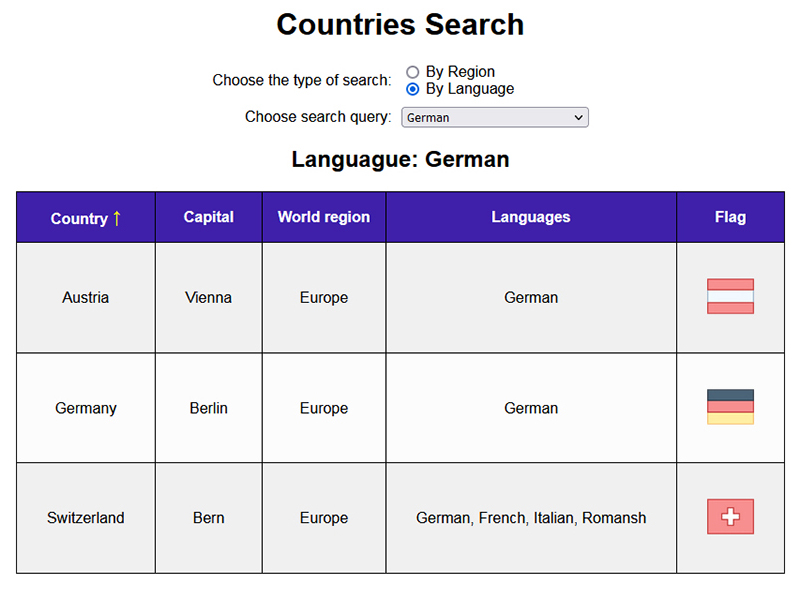 Countries Search
Choose the type of search:
By Region
By Language
Choose search query: German
Languague: German
Country ↑ Capital World region Languages Flag
Austria Vienna Europe German
Germany Berlin Europe German
Switzerland Bern Europe German, French, Italian, Romansh